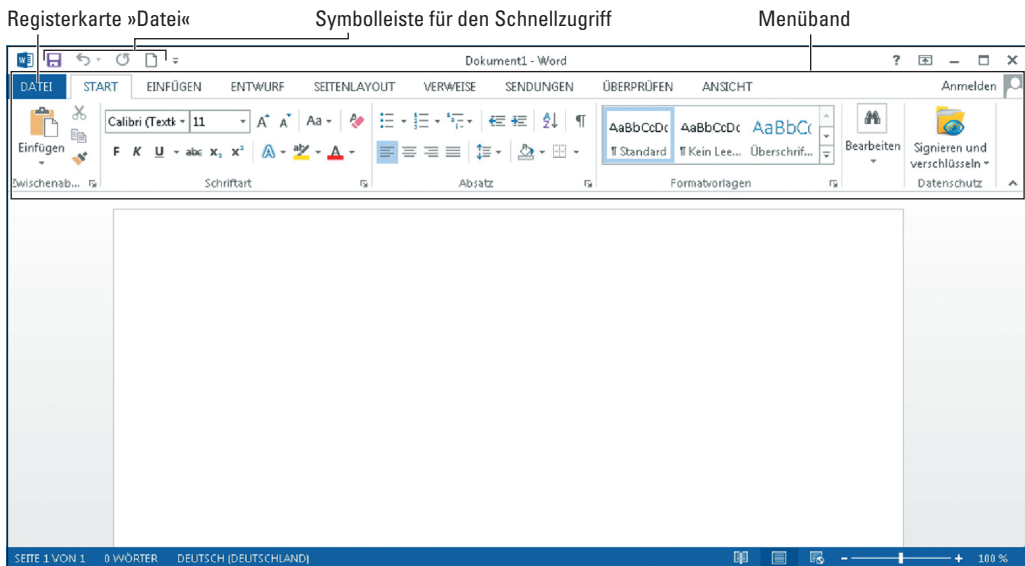 Registerkarte »Datei« Symbolleiste für den Schnellzugriff Menüband
Dokument1 - Word ?
DATEI START EINFÜGEN ENTWURF SEITENLAYOUT VERWEISE SENDUNGEN ÜBERPRÜFEN ANSICHT Anmelden
Calibri (Textk 11 A A Aa
Einfügen
F K U abc X₂ X² A aby A
AaBbCcDc AaBbCcDc AaBbCc
¶ Standard ¶ Kein Lee... Überschrif...
Bearbeiten
Signieren und
verschlüsseln
Zwischenab... Schriftart Absatz Formatvorlagen Datenschutz
SEITE 1 VON 1 0 WÖRTER DEUTSCH (DEUTSCHLAND) - + 100 %